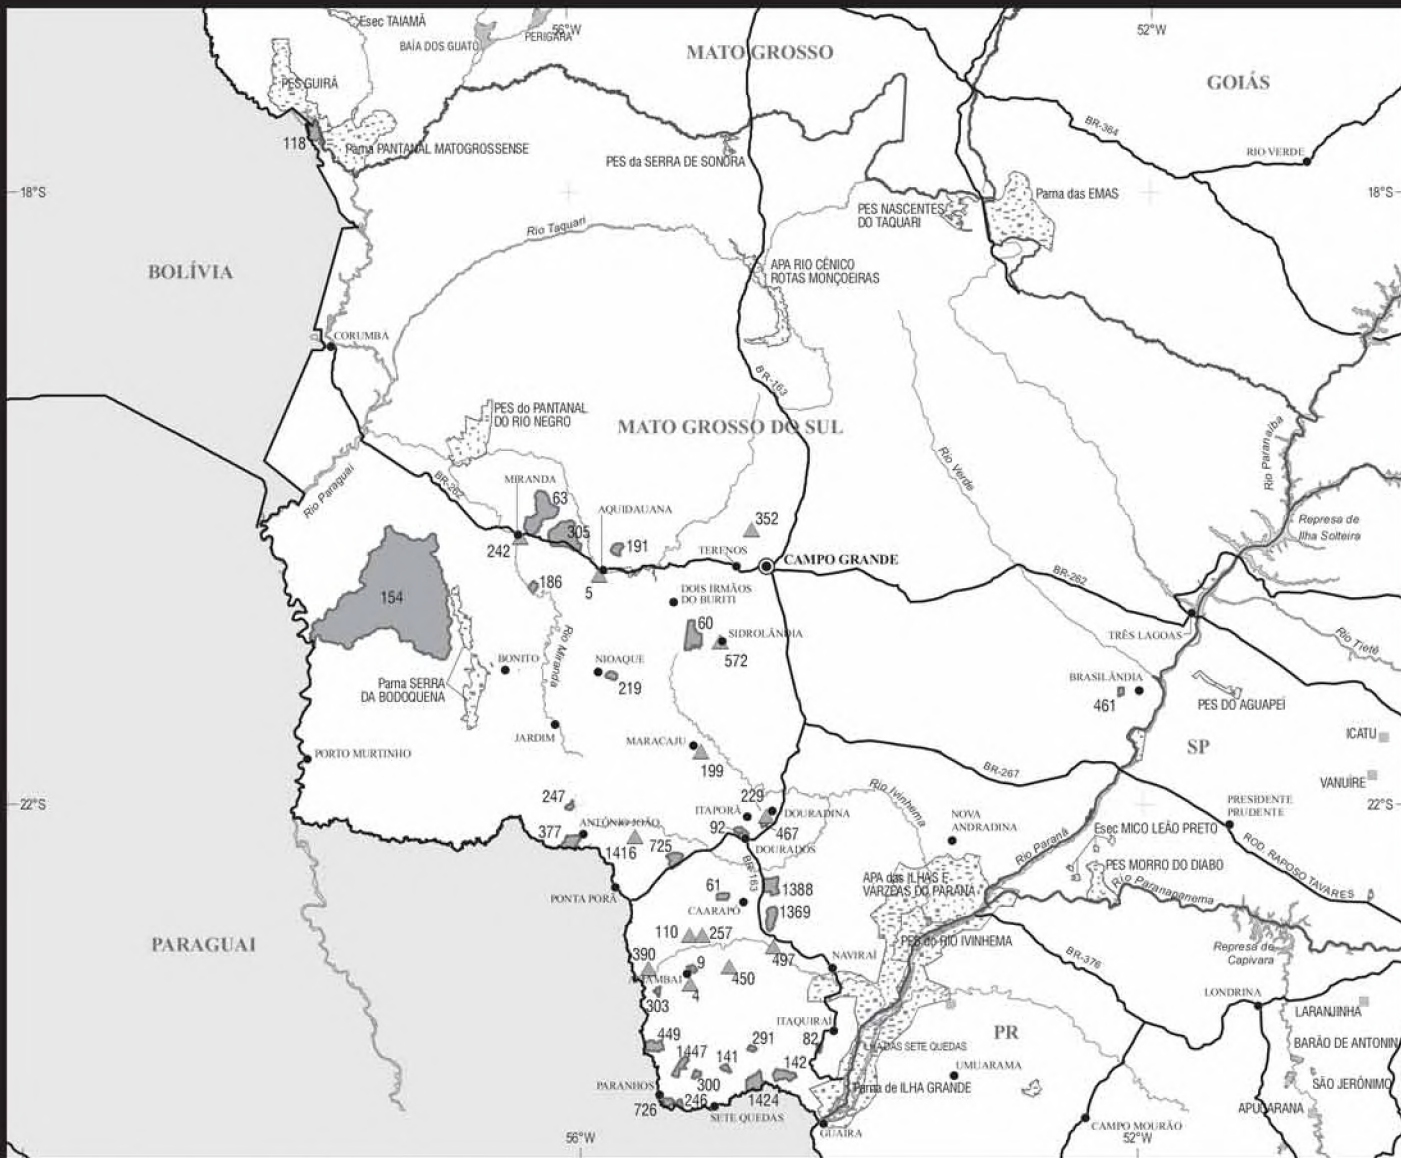 Esec TAIAMÃ
56°W
52°W
BAÍA DOS GUATÓ
PERIGARA
MATO GROSSO
GOIÁS
PES GUIRÁ
BR-364
118
Parna PANTANAL MATOGROSSENSE
PES da SERRA DE SONORA
RIO VERDE
18°S
18°S
Parna das EMAS
PES NASCENTES
DO TAQUARI
Rio Taquari
BOLÍVIA
APA RIO CÊNICO
ROTAS MONÇOEIRAS
CORUMBA
BR-163
PES do PANTANAL
DO RIO NEGRO
MATO GROSSO DO SUL
Rio Paranaíba
Rio Verde
Rio Paraguai
BR-262
MIRANDA
63
AQUIDAUANA
352
Represa de
Ilha Solteira
305
242
191
TERENOS
CAMPO GRANDE
BR-262
186
5
154
DOIS IRMÃOS
DO BURITI
60
SIDROLÂNDIA
572
TRÊS LAGOAS
Rio Tietê
Rio Miranda
BONITO
NIOAQUE
219
Parna SERRA
DA BODOQUENA
BRASILÂNDIA
461
PES DO AGUAPEÍ
JARDIM
MARACAJU
199
ICATU
SP
PORTO MURTINHO
BR-267
VANUÍRE
22°S
22°S
247
229
Rio Ivinhema
ITAPORÃ
DOURADINA
NOVA
ANDRADINA
PRESIDENTE
PRUDENTE
377
ANTÔNIO JOÃO
92
467
Esec MICO LEÃO PRETO
1416
725
DOURADOS
Rio Paraná
ROD. RAPOSO TAVARES
BR-163
PES MORRO DO DIABO
61
1388
APA das ILHAS E
VÁRZEAS DO PARANÁ
Rio Paranapanema
PONTA PORÃ
CAARAPÓ
1369
110
257
PARAGUAI
PES do RIO IVINHEMA
Represa de
Capivara
390
497
BR-376
9
NAVIRAÍ
AMAMBAI
450
4
303
LONDRINA
LARANJINHA
ITAQUIRAÍ
PR
449
291
82
BARÃO DE ANTONINA
1447
141
142
SETE QUEDAS
UMUARAMA
PARANHOS
300
Parna de ILHA GRANDE
SÃO JERÔNIMO
726
246
1424
SETE QUEDAS
APUCARANA
GUAÍRA
CAMPO MOURÃO
56°W
52°W